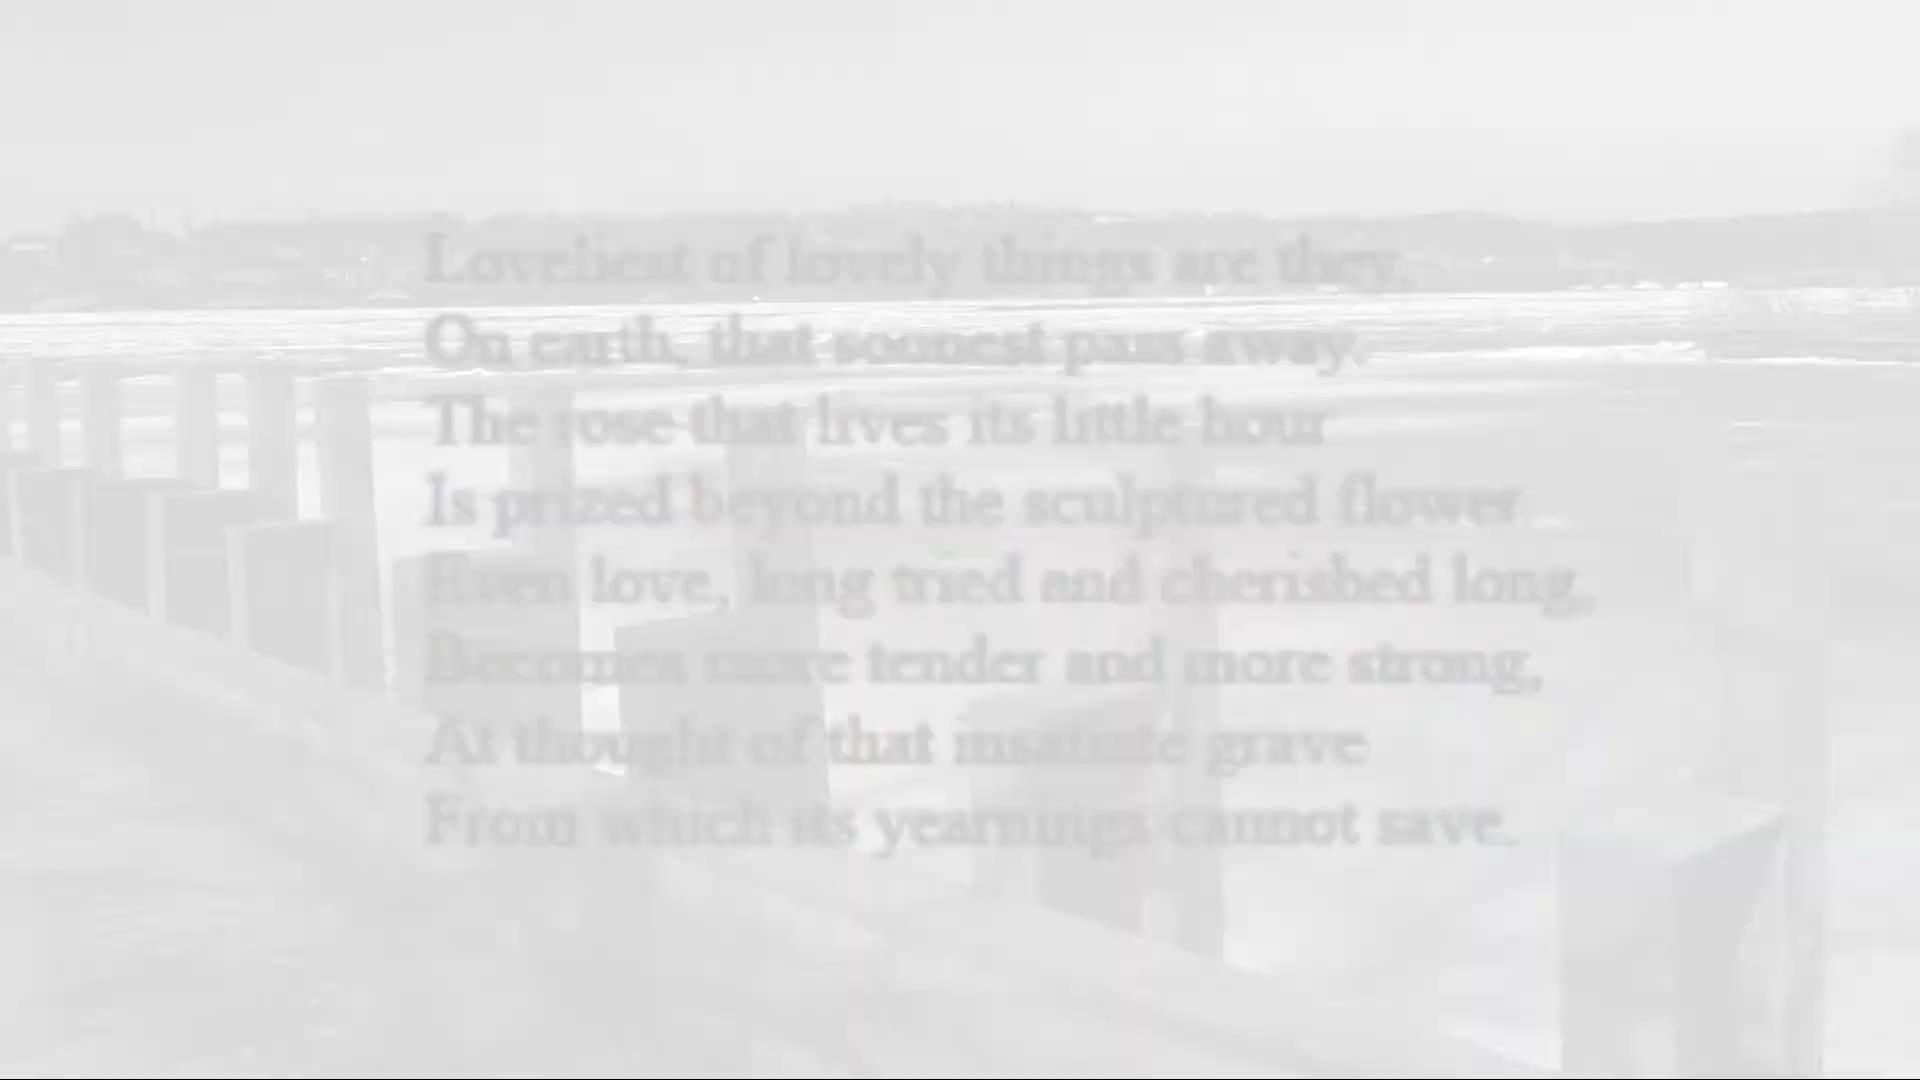 Loveliest of lovely things are they,
On earth, that soonest pass away.
The rose that lives its little hour
Is prized beyond the sculptured flower.
Even love, long tried and cherished long,
Becomes more tender and more strong,
At thought of that insatiate grave
From which its yearnings cannot save.